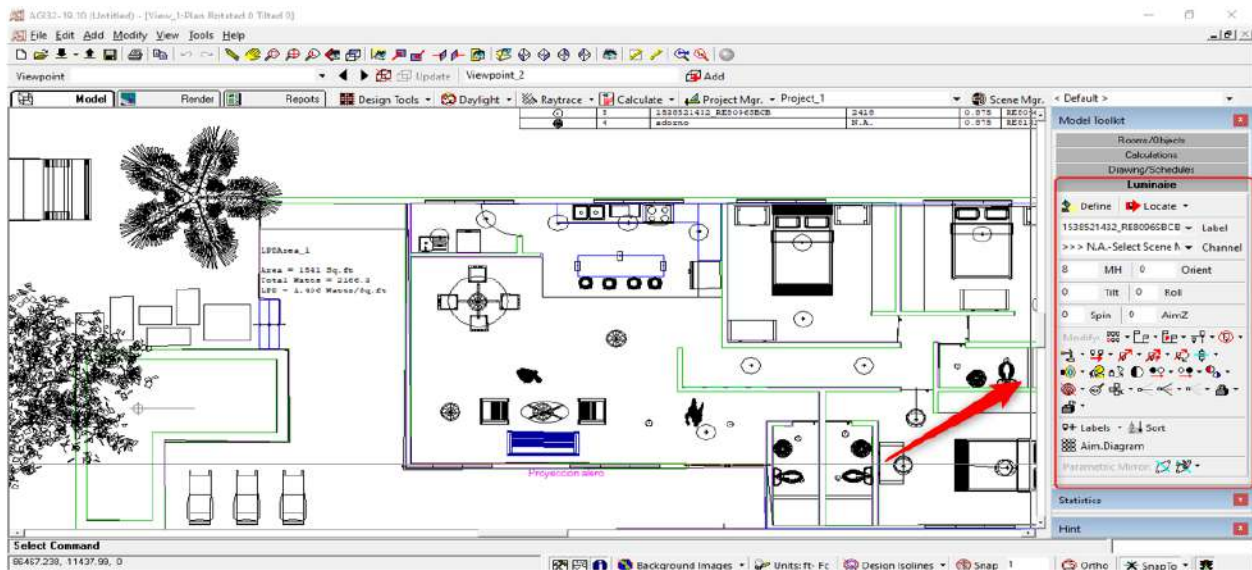 AGI32-19.10 (Untitled) - [View_1:Plan Rotated 0 Tilted 0]
File Edit Add Modify View Tools Help
Viewpoint Update Viewpoint_2 Add
Model Render Reports Design Tools Daylight Raytrace Calculate Project Mgr. Project_1 Scene Mgr. < Default >
1538521432_RE80965BCB 2418 0.875
4 adorno N.A. 0.875
Model Toolkit
Rooms/Objects
Calculations
Drawing/Schedules
Luminaire
Define Locate
1538521432_RE80965BCB Label
>>> N.A.-Select Scene N Channel
8 MH 0 Orient
0 Tilt 0 Roll
0 Spin 0 AimZ
Modify:
Labels Sort
Aim.Diagram
Parametric Mirror:
Statistics
Hint
LPDArea_1
Area = 1541 Sq.ft
Total Watts = 2166.3
LPD = 1.406 Watts/Sq.ft
Proyeccion alero
Select Command
86467.238, 11437.99, 0
Background Images Units: ft- Fc Design Isolines Snap 1 Ortho SnapTo